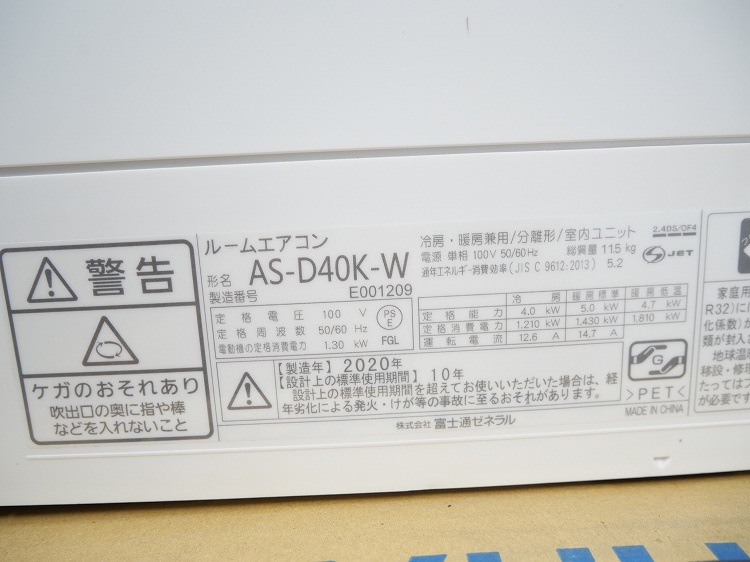 警告
ケガのおそれあり
吹出口の奥に指や棒
などを入れないこと
ルームエアコン
形名 AS-D40K-W
製造番号 E001209
定格電圧 100 V
定格周波数 50/60 Hz
電動機の定格消費電力 1.30 kW
PS
E
FGL
冷房・暖房兼用/分離形/室内ユニット
電源 単相 100V 50/60Hz 総質量 11.5 kg
通年エネルギー消費効率(JIS C 9612:2013) 5.2
2.4DS/OF4
S JET
冷房 暖房標準 暖房低温
定格能力 4.0 kW 5.0 kW 4.7 kW
定格消費電力 1.210 kW 1.430 kW 1.810 kW
運転電流 12.6 A 14.7 A
【製造年】2020年
【設計上の標準使用期間】10年
設計上の標準使用期間を超えてお使いいただいた場合は、経
年劣化による発火・けが等の事故に至るおそれがあります。
株式会社 富士通ゼネラル
G
>PET<
MADE IN CHINA
家庭用
R32)に
化係数)か
類が封入
地球温
移設・修
たってはフ
が必要です